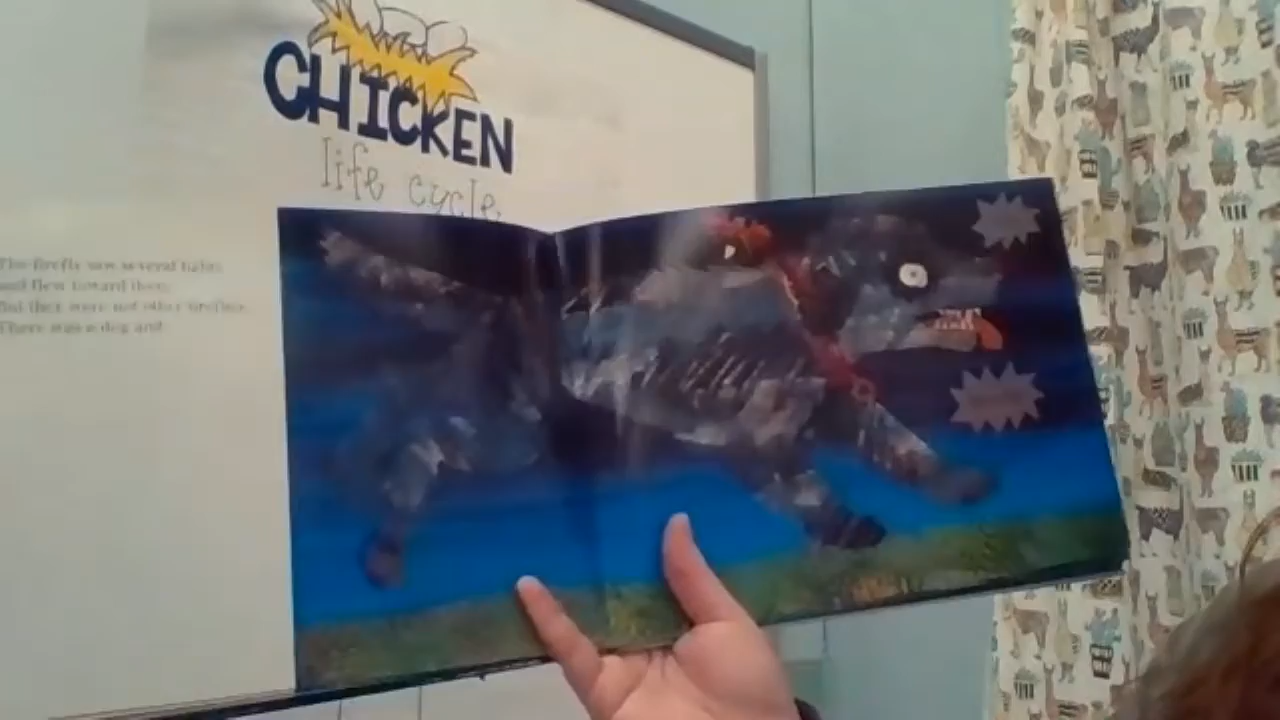 CHICKEN
life cycle
The firefly saw several lights
and flew toward them.
But they were not other fireflies.
There was a dog and